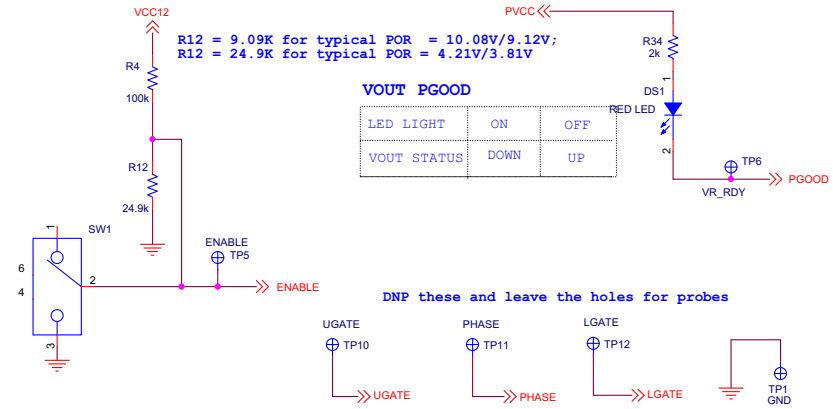 VCC12
PVCC
R12 = 9.09K for typical POR = 10.08V/9.12V;
R12 = 24.9K for typical POR = 4.21V/3.81V
R4
100k
R34
2k
1
DS1
RED LED
2
VOUT PGOOD
LED LIGHT ON OFF
VOUT STATUS DOWN UP
R12
24.9k
TP6
VR_RDY
PGOOD
1
SW1
6
4
2
3
ENABLE
TP5
ENABLE
DNP these and leave the holes for probes
UGATE
TP10
UGATE
PHASE
TP11
PHASE
LGATE
TP12
LGATE
TP1
GND